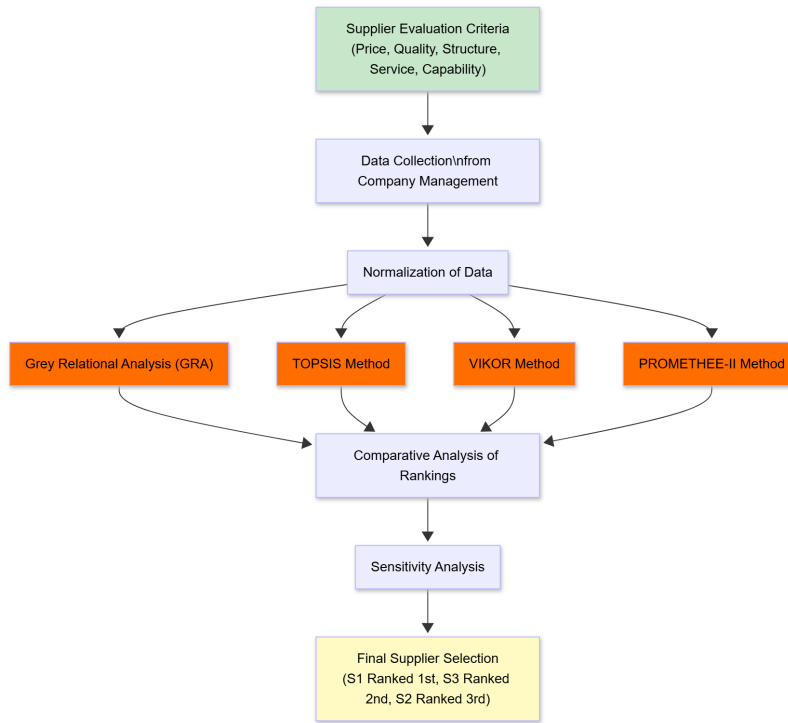 Supplier Evaluation Criteria
(Price, Quality, Structure,
Service, Capability)
Data Collection\nfrom
Company Management
Normalization of Data
Grey Relational Analysis (GRA)
TOPSIS Method
VIKOR Method
PROMETHEE-II Method
Comparative Analysis of
Rankings
Sensitivity Analysis
Final Supplier Selection
(S1 Ranked 1st, S3 Ranked
2nd, S2 Ranked 3rd)